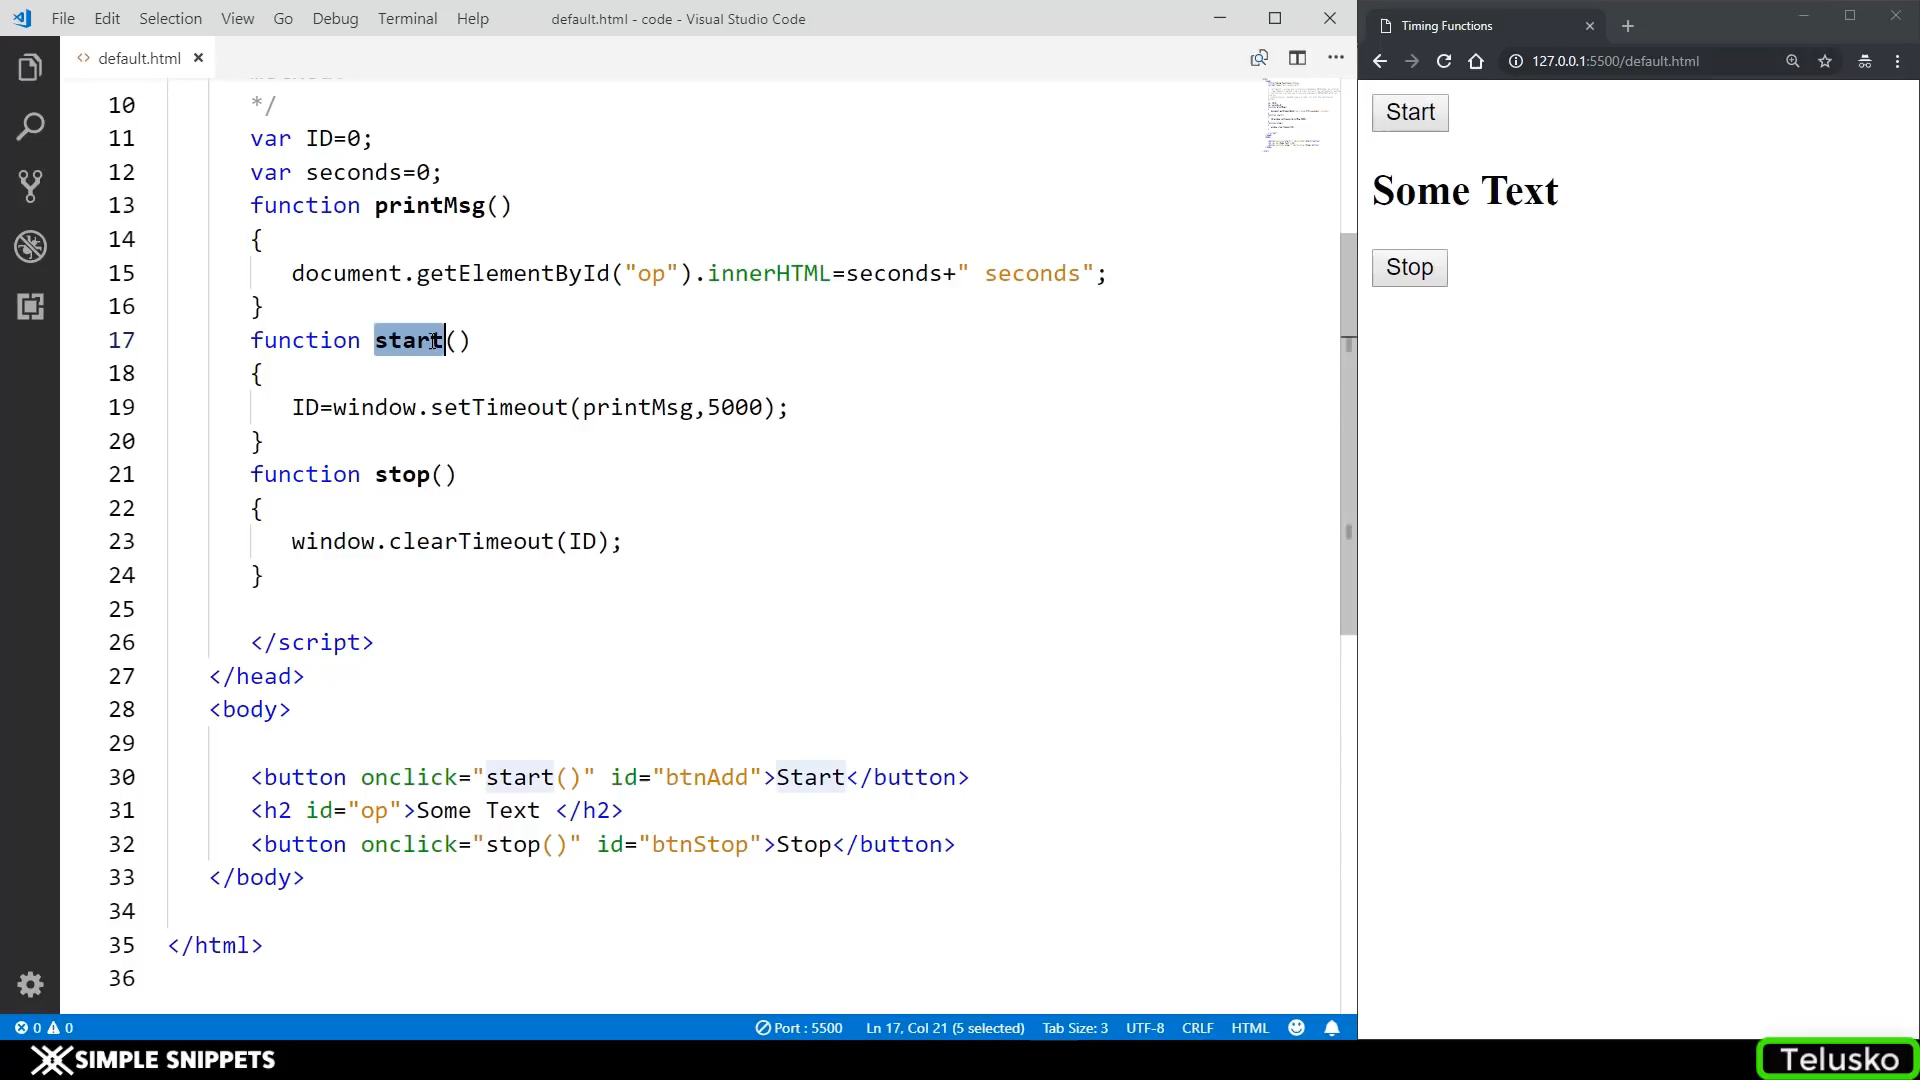 File Edit Selection View Go Debug Terminal Help default.html - code - Visual Studio Code
default.html
10 */
11 var ID=0;
12 var seconds=0;
13 function printMsg()
14 {
15 document.getElementById("op").innerHTML=seconds+" seconds";
16 }
17 function start()
18 {
19 ID=window.setTimeout(printMsg,5000);
20 }
21 function stop()
22 {
23 window.clearTimeout(ID);
24 }
25
26 </script>
27 </head>
28 <body>
29
30 <button onclick="start()" id="btnAdd">Start</button>
31 <h2 id="op">Some Text </h2>
32 <button onclick="stop()" id="btnStop">Stop</button>
33 </body>
34
35 </html>
36
0 0 Port : 5500 Ln 17, Col 21 (5 selected) Tab Size: 3 UTF-8 CRLF HTML
Timing Functions
127.0.0.1:5500/default.html
Start
Some Text
Stop
SIMPLE SNIPPETS
Telusko